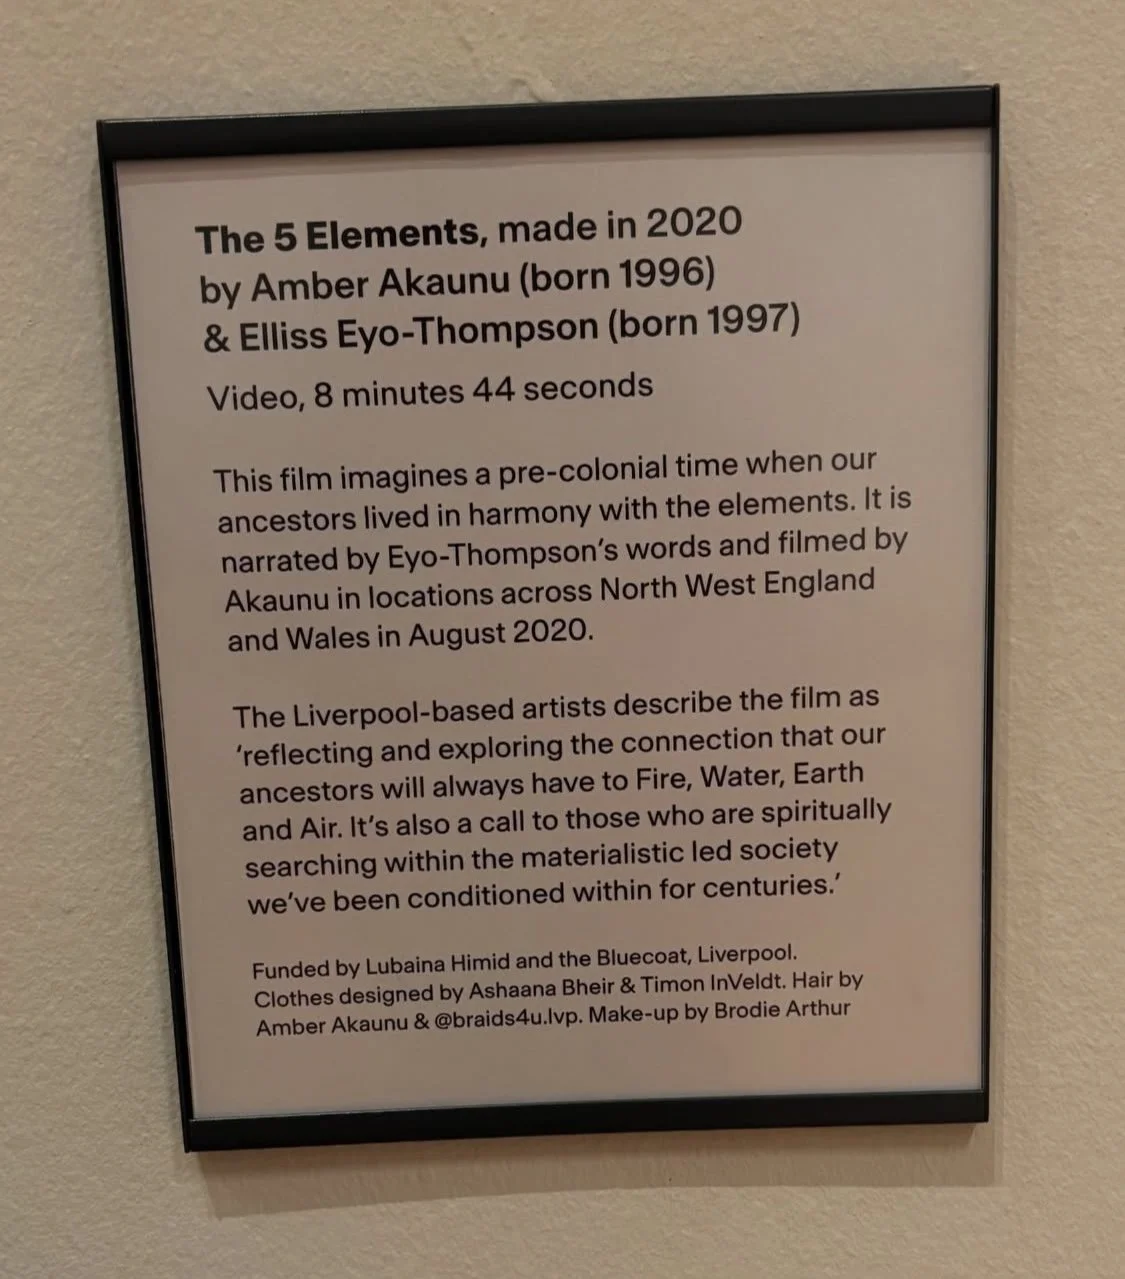 The 5 Elements, made in 2020
by Amber Akaunu (born 1996)
& Elliss Eyo-Thompson (born 1997)
Video, 8 minutes 44 seconds
This film imagines a pre-colonial time when our
ancestors lived in harmony with the elements. It is
narrated by Eyo-Thompson’s words and filmed by
Akaunu in locations across North West England
and Wales in August 2020.
The Liverpool-based artists describe the film as
‘reflecting and exploring the connection that our
ancestors will always have to Fire, Water, Earth
and Air. It’s also a call to those who are spiritually
searching within the materialistic led society
we’ve been conditioned within for centuries.’
Funded by Lubaina Himid and the Bluecoat, Liverpool.
Clothes designed by Ashaana Bheir & Timon InVeldt. Hair by
Amber Akaunu & @braids4u.lvp. Make-up by Brodie Arthur